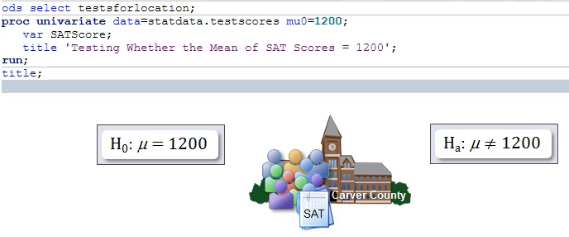 ods select testsforlocation;
proc univariate data=statdata.testscores mu0=1200;
var SATScore;
title 'Testing Whether the Mean of SAT Scores = 1200';
run;
title;
H₀: μ = 1200
Hₐ: μ ≠ 1200
Carver County
SAT